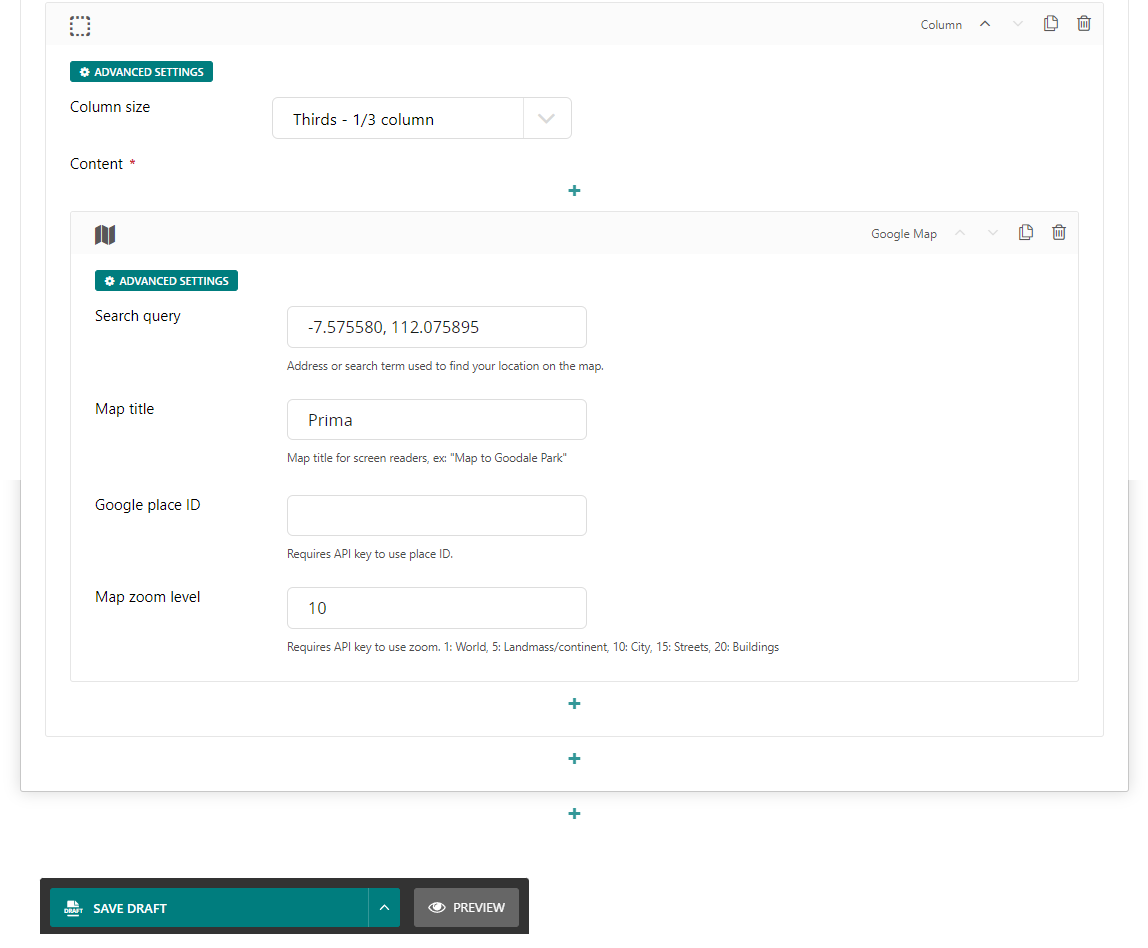 Column
ADVANCED SETTINGS
Column size
Thirds - 1/3 column
Content *
Google Map
ADVANCED SETTINGS
Search query
-7.575580, 112.075895
Address or search term used to find your location on the map.
Map title
Prima
Map title for screen readers, ex: "Map to Goodale Park"
Google place ID
Requires API key to use place ID.
Map zoom level
10
Requires API key to use zoom. 1: World, 5: Landmass/continent, 10: City, 15: Streets, 20: Buildings
DRAFT SAVE DRAFT
PREVIEW